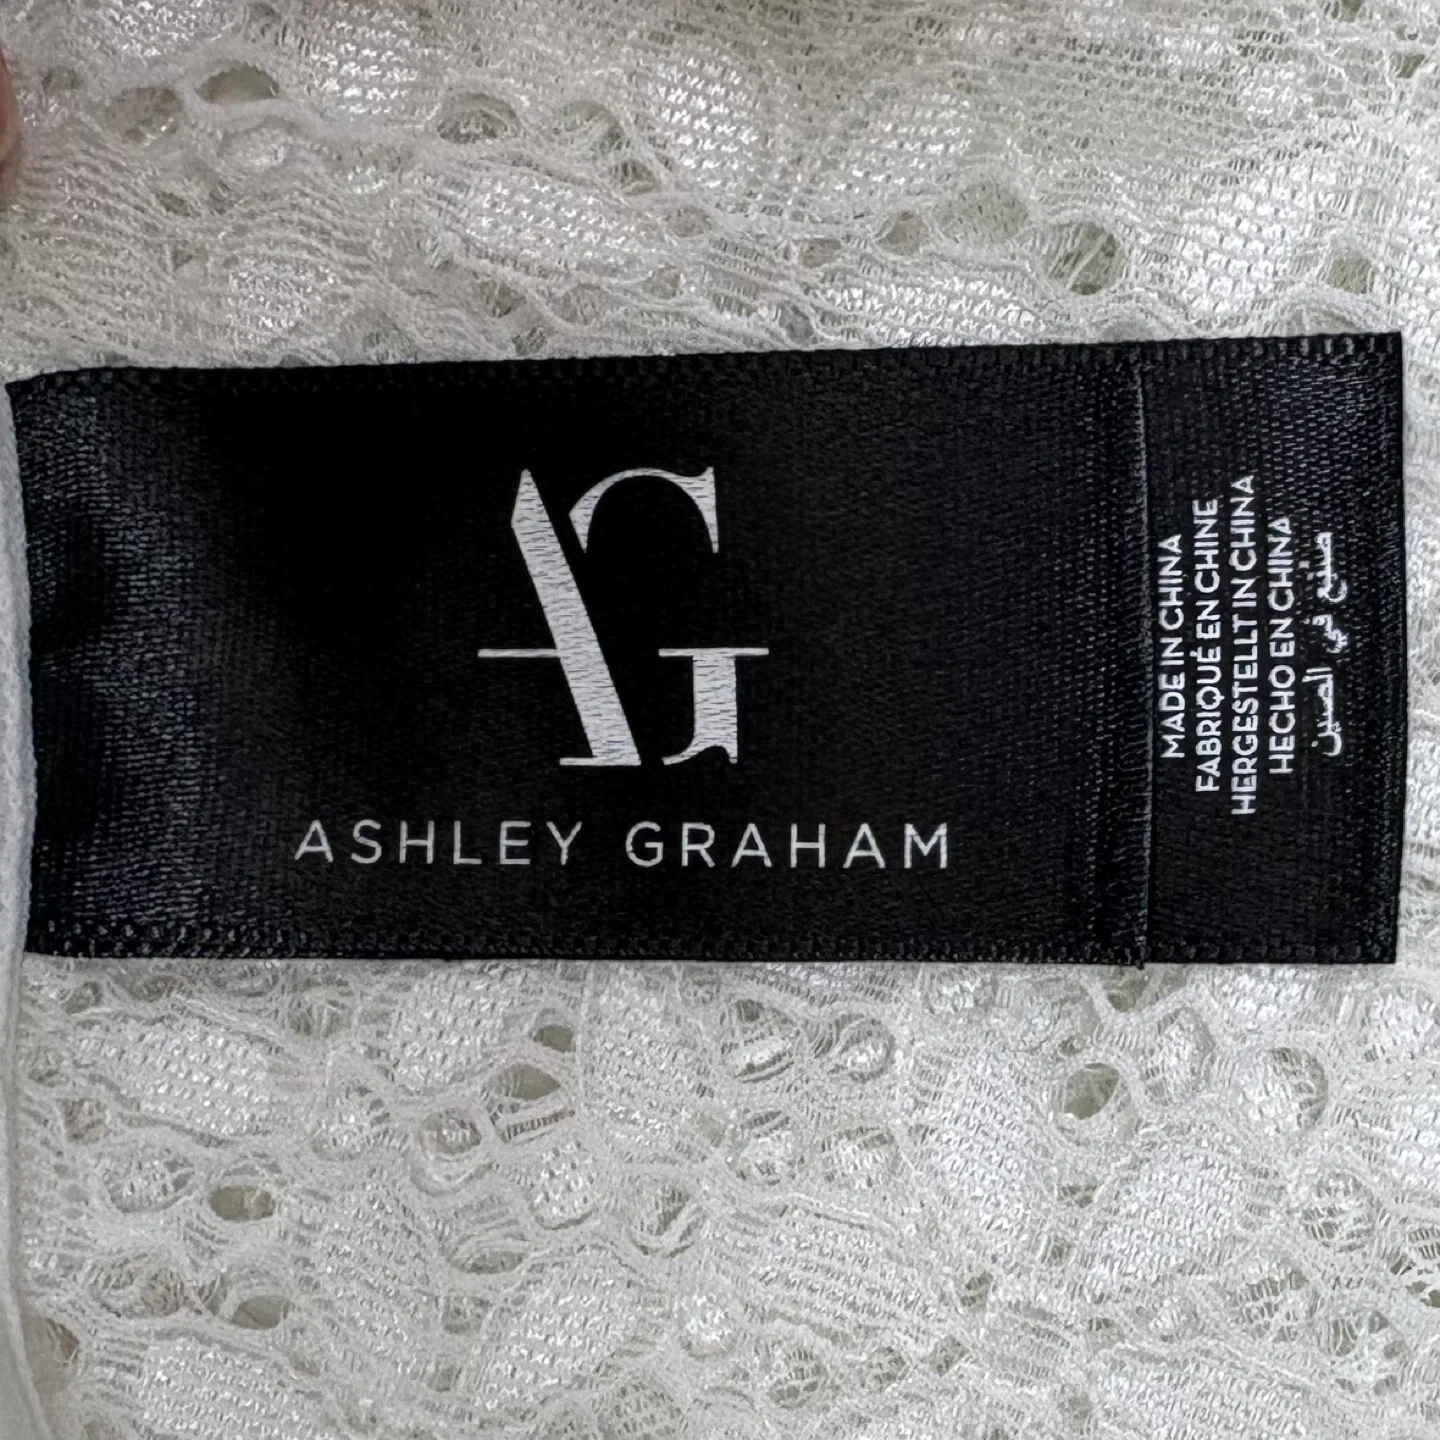 AG
ASHLEY GRAHAM
MADE IN CHINA
FABRIQUÉ EN CHINE
HERGESTELLT IN CHINA
HECHO EN CHINA
صنع في الصين